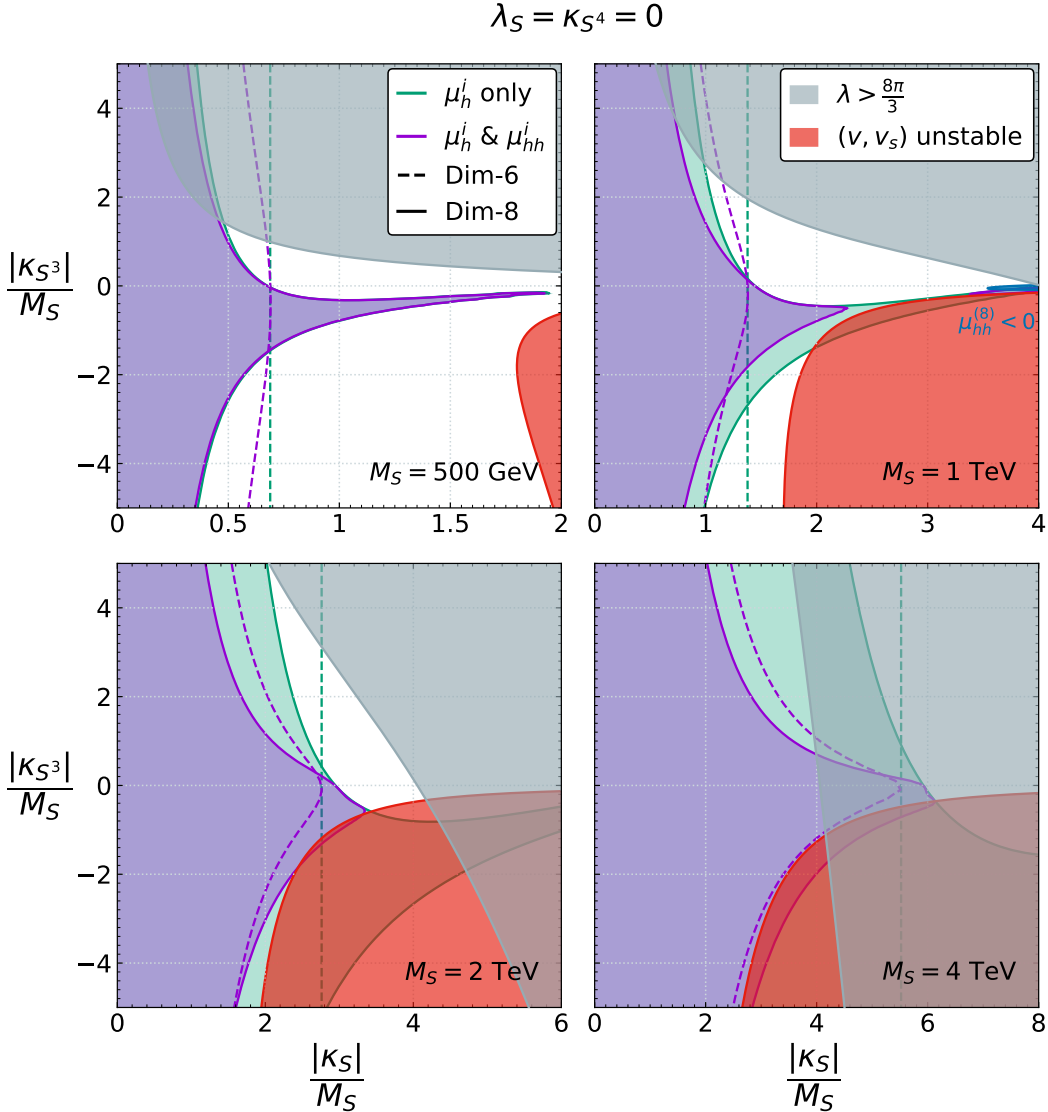 λ_S = κ_{S^4} = 0
μ_h^i only
μ_h^i & μ_{hh}^i
Dim-6
Dim-8
λ > 8π/3
(v, v_s) unstable
4
2
0
−2
−4
|κ_{S^3}|/M_S
M_S = 500 GeV
0 0.5 1 1.5 2
μ_{hh}^{(8)} < 0
M_S = 1 TeV
0 1 2 3 4
4
2
0
−2
−4
|κ_{S^3}|/M_S
M_S = 2 TeV
0 2 4 6
|κ_S|/M_S
M_S = 4 TeV
0 2 4 6 8
|κ_S|/M_S